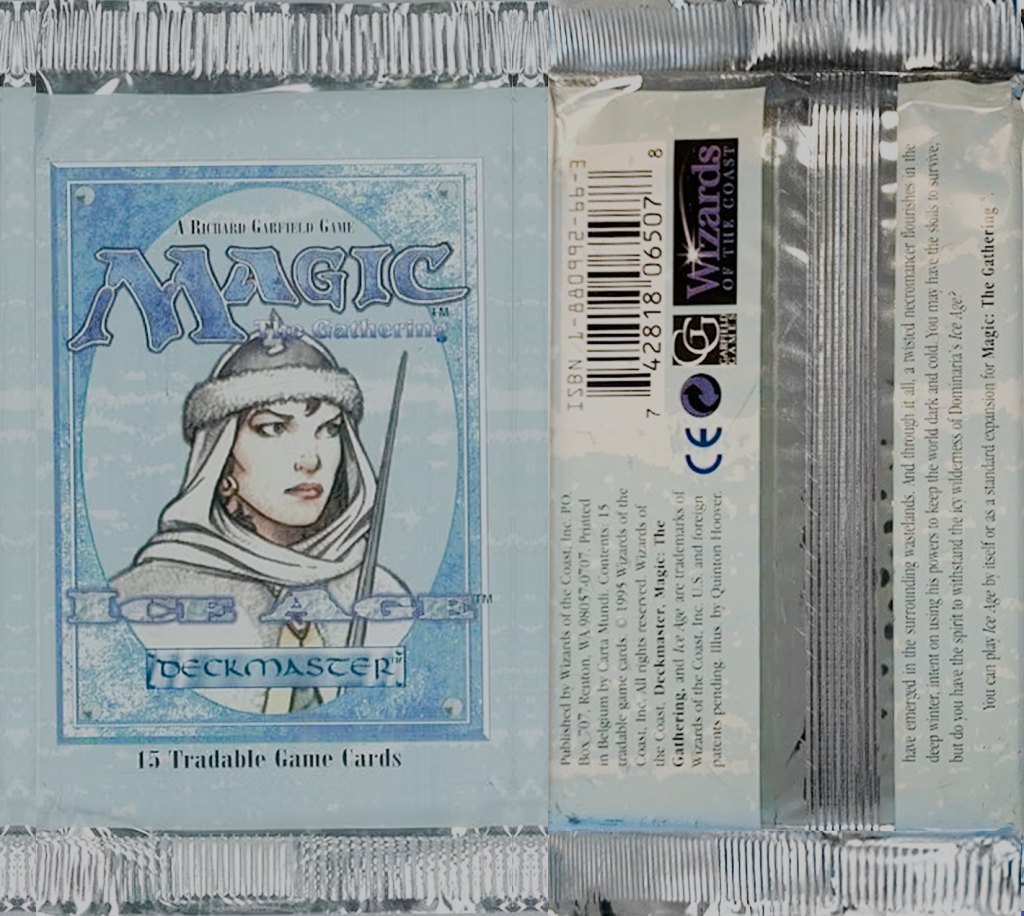 A RICHARD GARFIELD GAME
MAGIC™
The Gathering®
ICE AGE™
DECKMASTER™
15 Tradable Game Cards
ISBN 1-880992-66-3
7 42818 06507 8
Wizards
OF THE COAST
G
GARFIELD
GAMES
CE
Published by Wizards of the Coast, Inc. P.O.
Box 707, Renton, WA 98057-0707. Printed
in Belgium by Carta Mundi. Contents: 15
tradable game cards. © 1995 Wizards of the
Coast, Inc. All rights reserved. Wizards of
the Coast, Deckmaster, Magic: The
Gathering, and Ice Age are trademarks of
Wizards of the Coast, Inc. U.S. and foreign
patents pending. Illus. by Quinton Hoover.
have emerged in the surrounding wastelands. And through it all, a twisted necromancer flourishes in the
deep winter, intent on using his powers to keep the world dark and cold. You may have the skills to survive,
but do you have the spirit to withstand the icy wilderness of Dominaria's Ice Age?
You can play Ice Age by itself or as a standard expansion for Magic: The Gathering.